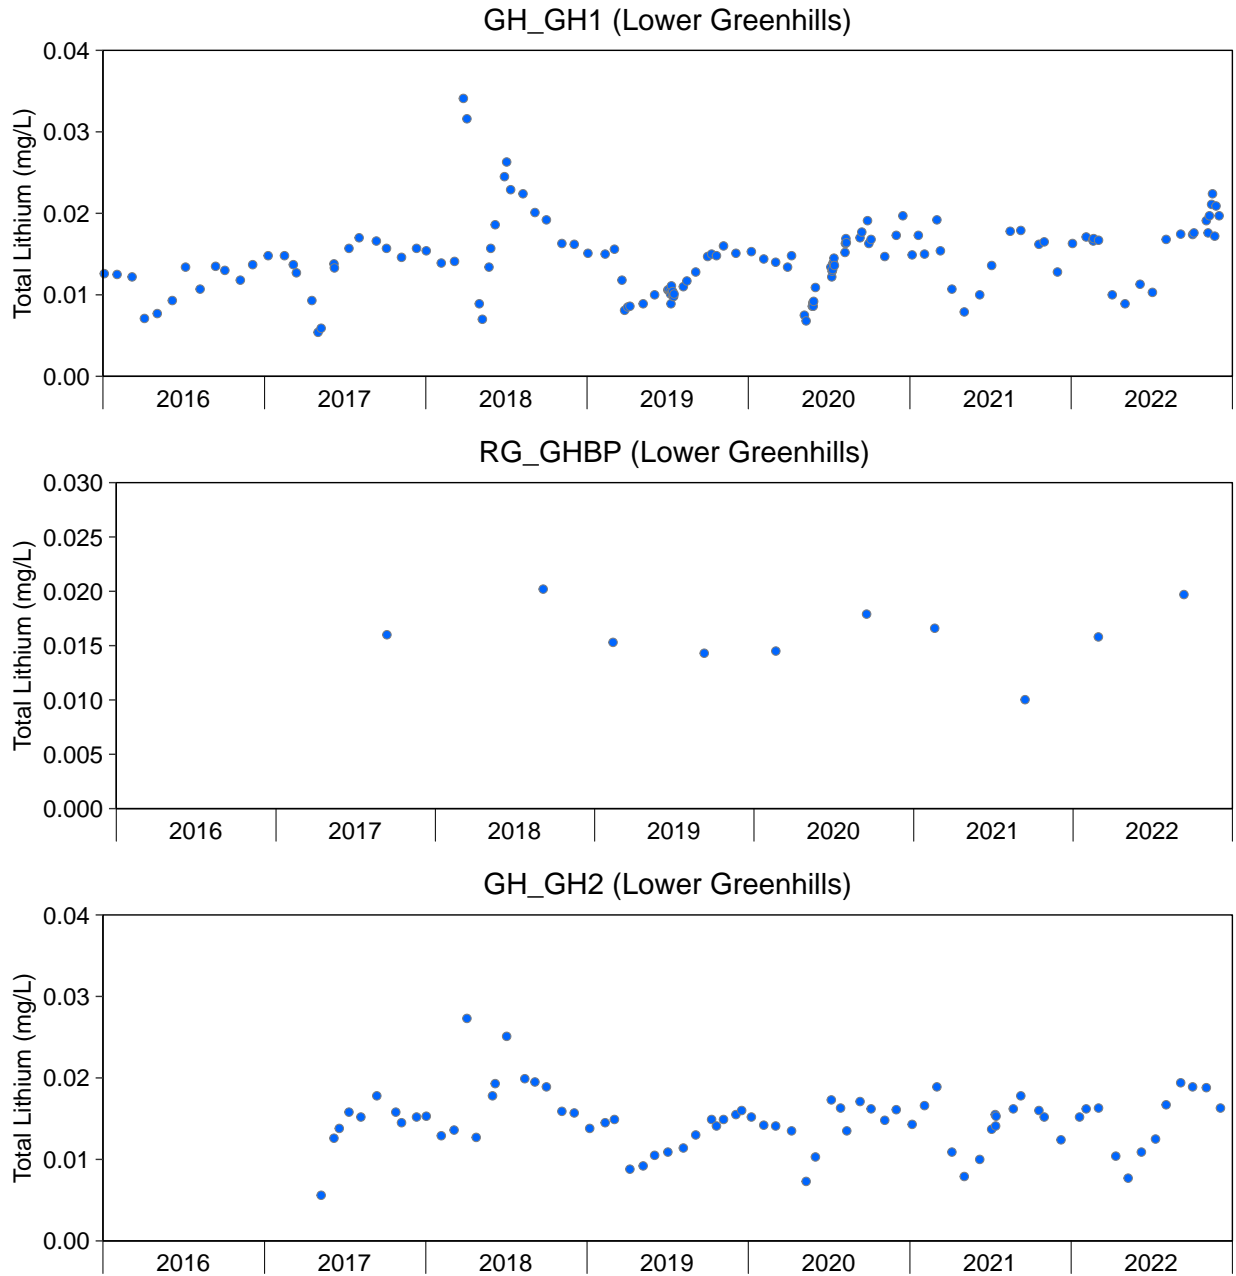 GH_GH1 (Lower Greenhills)
Total Lithium (mg/L)
0.04
0.03
0.02
0.01
0.00
2016 2017 2018 2019 2020 2021 2022
RG_GHBP (Lower Greenhills)
Total Lithium (mg/L)
0.030
0.025
0.020
0.015
0.010
0.005
0.000
2016 2017 2018 2019 2020 2021 2022
GH_GH2 (Lower Greenhills)
Total Lithium (mg/L)
0.04
0.03
0.02
0.01
0.00
2016 2017 2018 2019 2020 2021 2022